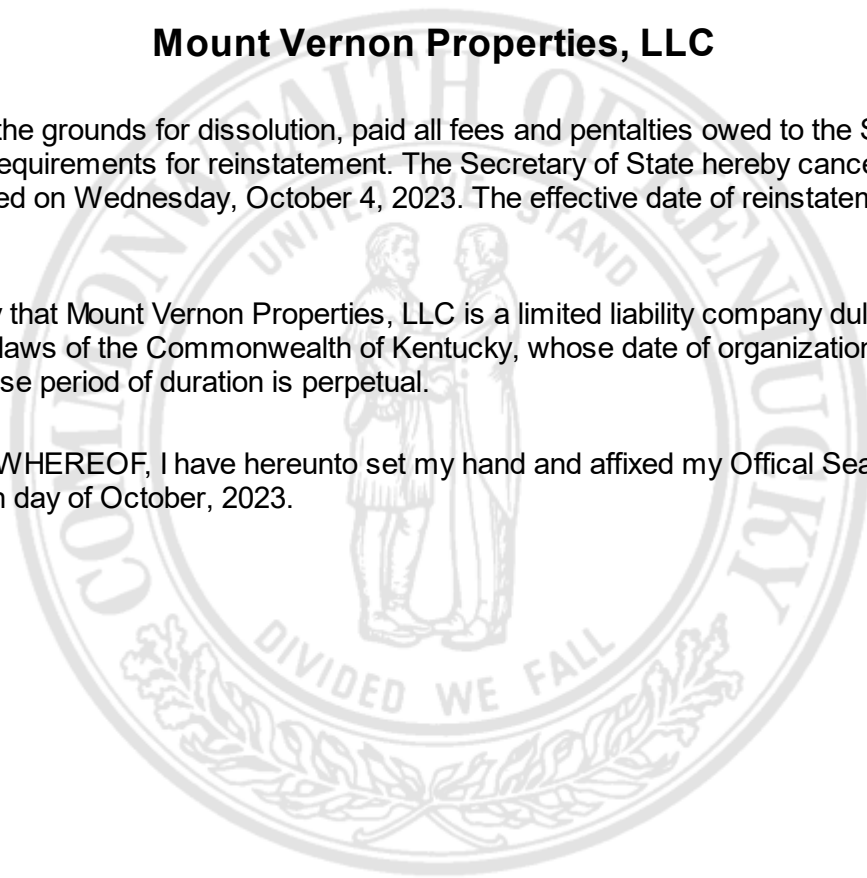 Mount Vernon Properties, LLC
the grounds for dissolution, paid all fees and pentalties owed to the S
equirements for reinstatement. The Secretary of State hereby cance
ed on Wednesday, October 4, 2023. The effective date of reinstatem
y that Mount Vernon Properties, LLC is a limited liability company dul
laws of the Commonwealth of Kentucky, whose date of organization
se period of duration is perpetual.
WHEREOF, I have hereunto set my hand and affixed my Offical Sea
h day of October, 2023.
COMMONWEALTH OF KENTUCKY
UNITED WE STAND
DIVIDED WE FALL